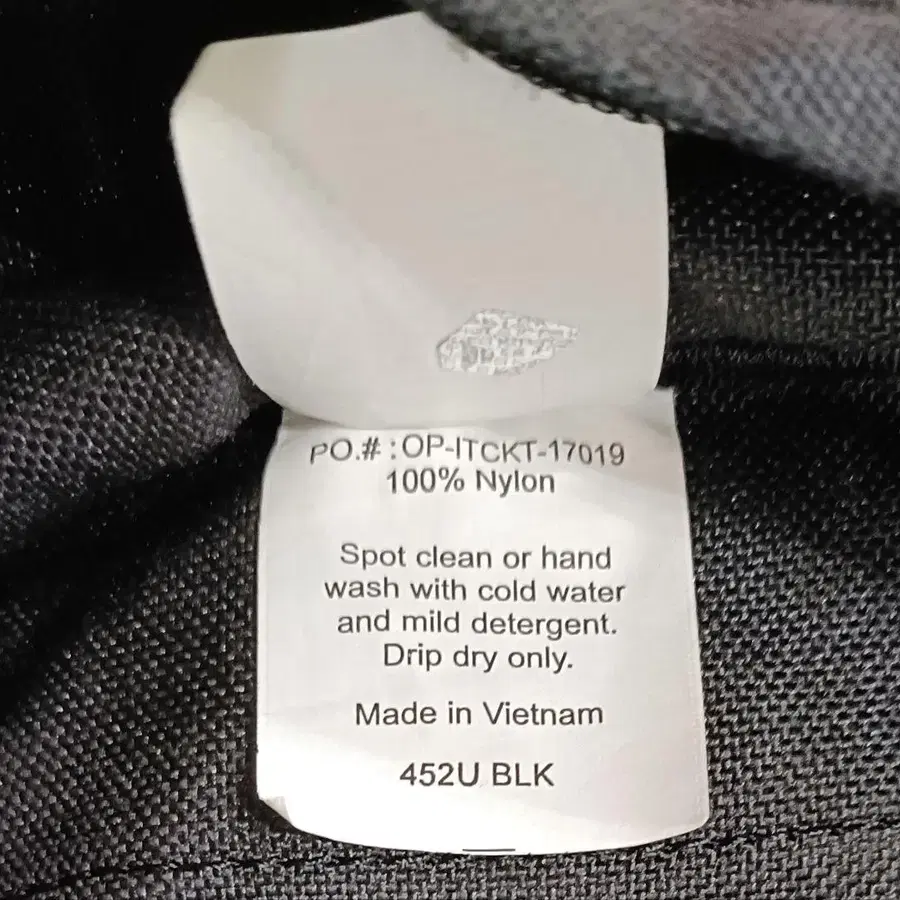 PO.# : OP-ITCKT-17019
100% Nylon
Spot clean or hand
wash with cold water
and mild detergent.
Drip dry only.
Made in Vietnam
452U BLK